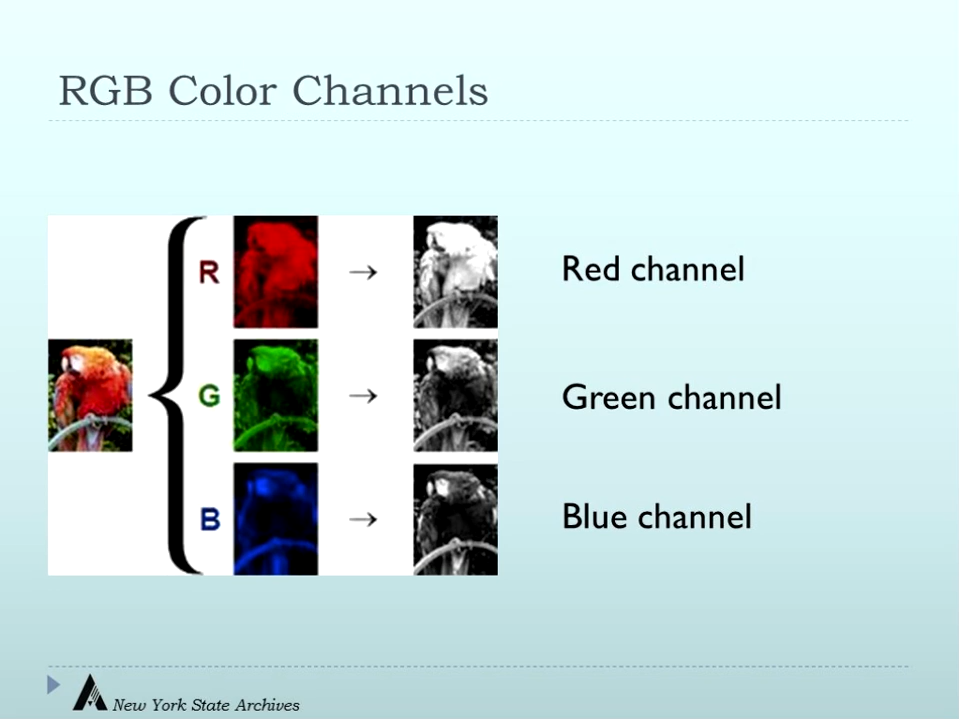 RGB Color Channels
R
Red channel
G
Green channel
B
Blue channel
New York State Archives